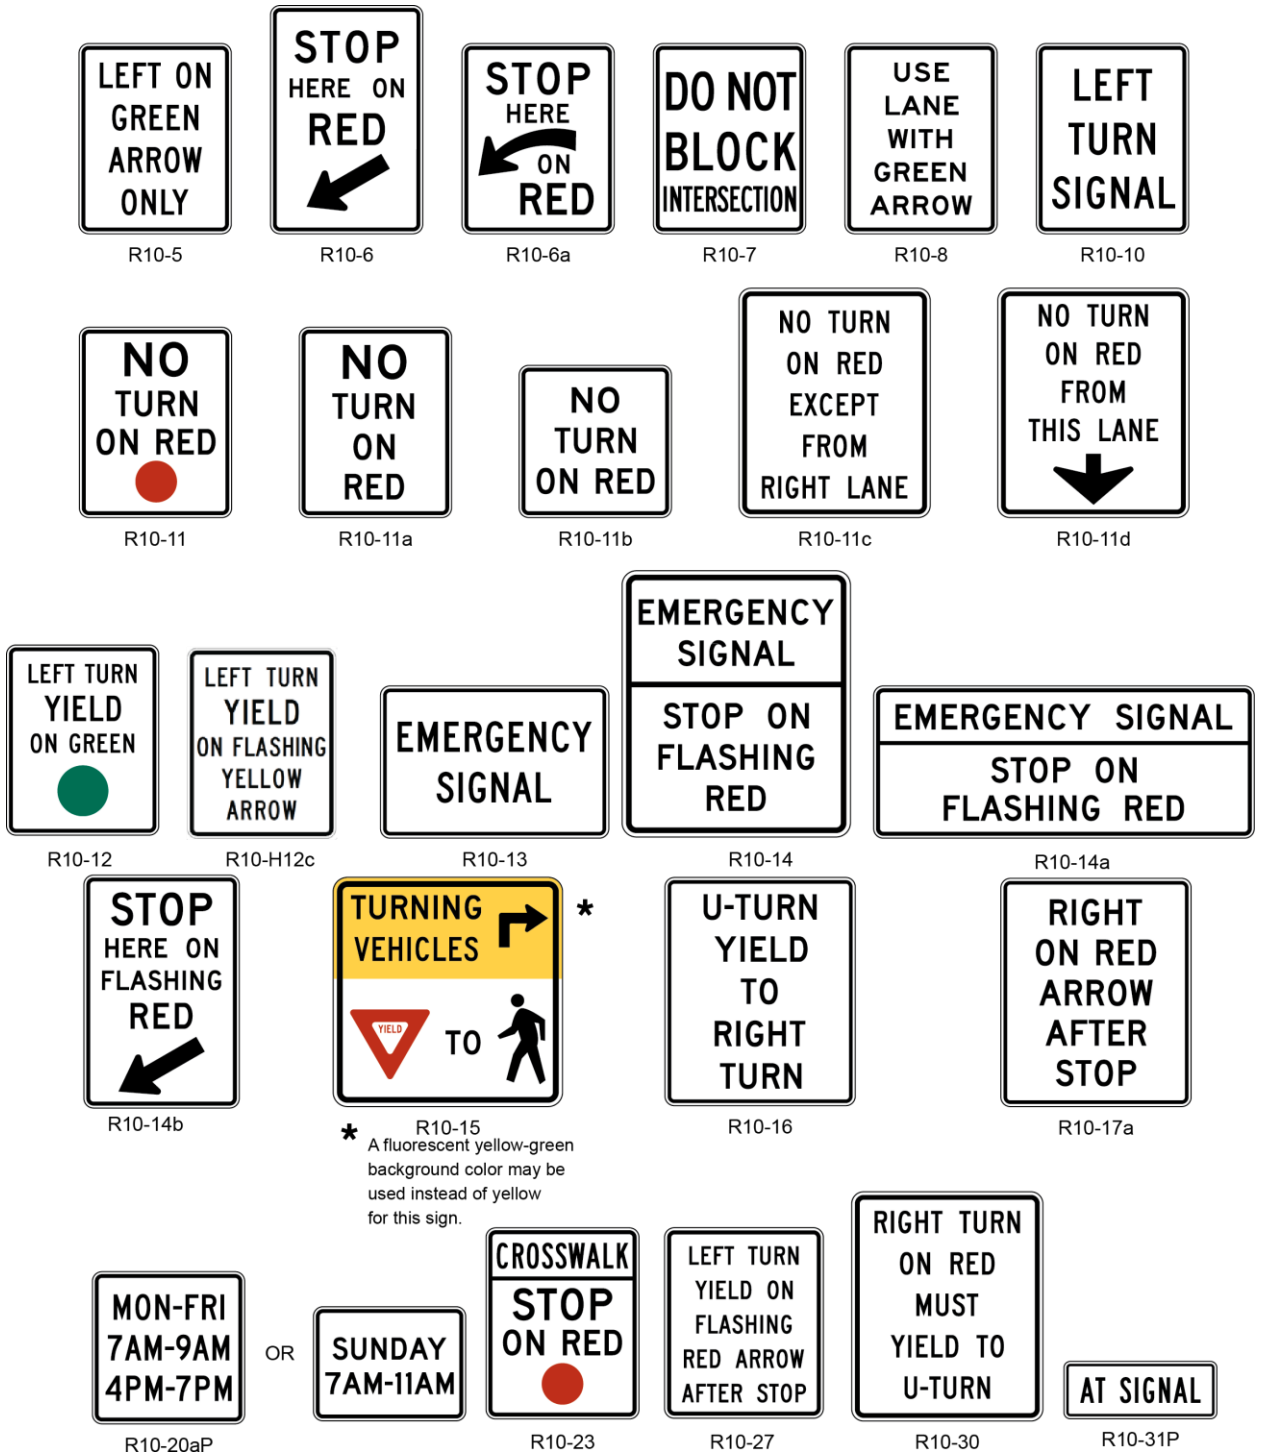 LEFT ON
GREEN
ARROW
ONLY
R10-5
STOP
HERE ON
RED
R10-6
STOP
HERE
ON
RED
R10-6a
DO NOT
BLOCK
INTERSECTION
R10-7
USE
LANE
WITH
GREEN
ARROW
R10-8
LEFT
TURN
SIGNAL
R10-10
NO
TURN
ON RED
R10-11
NO
TURN
ON
RED
R10-11a
NO
TURN
ON RED
R10-11b
NO TURN
ON RED
EXCEPT
FROM
RIGHT LANE
R10-11c
NO TURN
ON RED
FROM
THIS LANE
R10-11d
LEFT TURN
YIELD
ON GREEN
R10-12
LEFT TURN
YIELD
ON FLASHING
YELLOW
ARROW
R10-H12c
EMERGENCY
SIGNAL
R10-13
EMERGENCY
SIGNAL
STOP ON
FLASHING
RED
R10-14
EMERGENCY SIGNAL
STOP ON
FLASHING RED
R10-14a
STOP
HERE ON
FLASHING
RED
R10-14b
TURNING
VEHICLES
*
YIELD
TO
R10-15
* A fluorescent yellow-green
background color may be
used instead of yellow
for this sign.
U-TURN
YIELD
TO
RIGHT
TURN
R10-16
RIGHT
ON RED
ARROW
AFTER
STOP
R10-17a
MON-FRI
7AM-9AM
4PM-7PM
R10-20aP
OR
SUNDAY
7AM-11AM
CROSSWALK
STOP
ON RED
R10-23
LEFT TURN
YIELD ON
FLASHING
RED ARROW
AFTER STOP
R10-27
RIGHT TURN
ON RED
MUST
YIELD TO
U-TURN
R10-30
AT SIGNAL
R10-31P